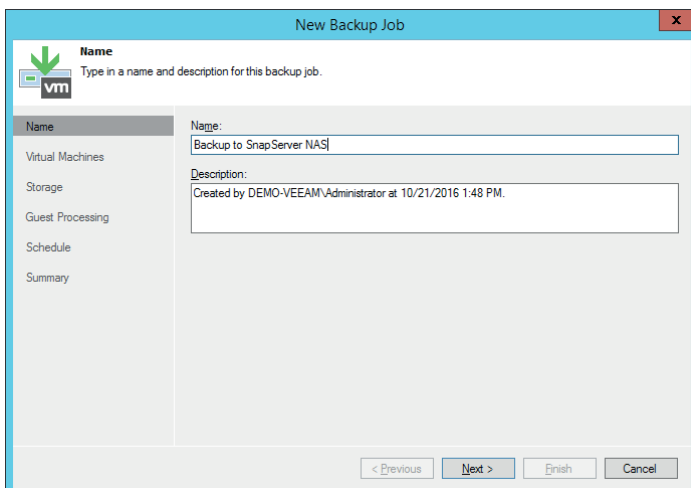 New Backup Job
x
Name
Type in a name and description for this backup job.
vm
Name
Virtual Machines
Storage
Guest Processing
Schedule
Summary
Name:
Backup to SnapServer NAS
Description:
Created by DEMO-VEEAM\Administrator at 10/21/2016 1:48 PM.
< Previous
Next >
Finish
Cancel